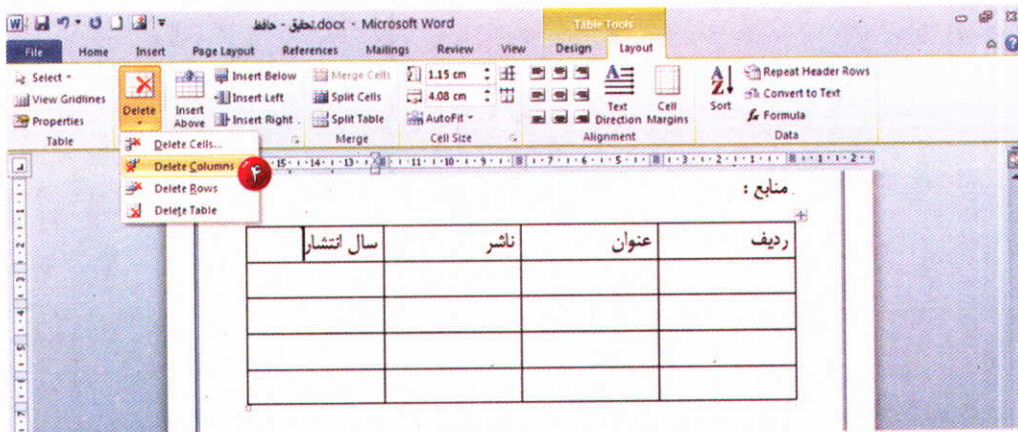 تحقیق - حافظ.docx - Microsoft Word
Table Tools
File Home Insert Page Layout References Mailings Review View Design Layout
Select
View Gridlines
Properties
Table
Delete
Insert Above
Insert Below
Insert Left
Insert Right
Merge Cells
Split Cells
Split Table
Merge
1.15 cm
4.08 cm
AutoFit
Cell Size
Text Direction
Cell Margins
Alignment
Sort
Repeat Header Rows
Convert to Text
Formula
Data
Delete Cells...
Delete Columns
۴
Delete Rows
Delete Table
منابع :
ردیف عنوان ناشر سال انتشار